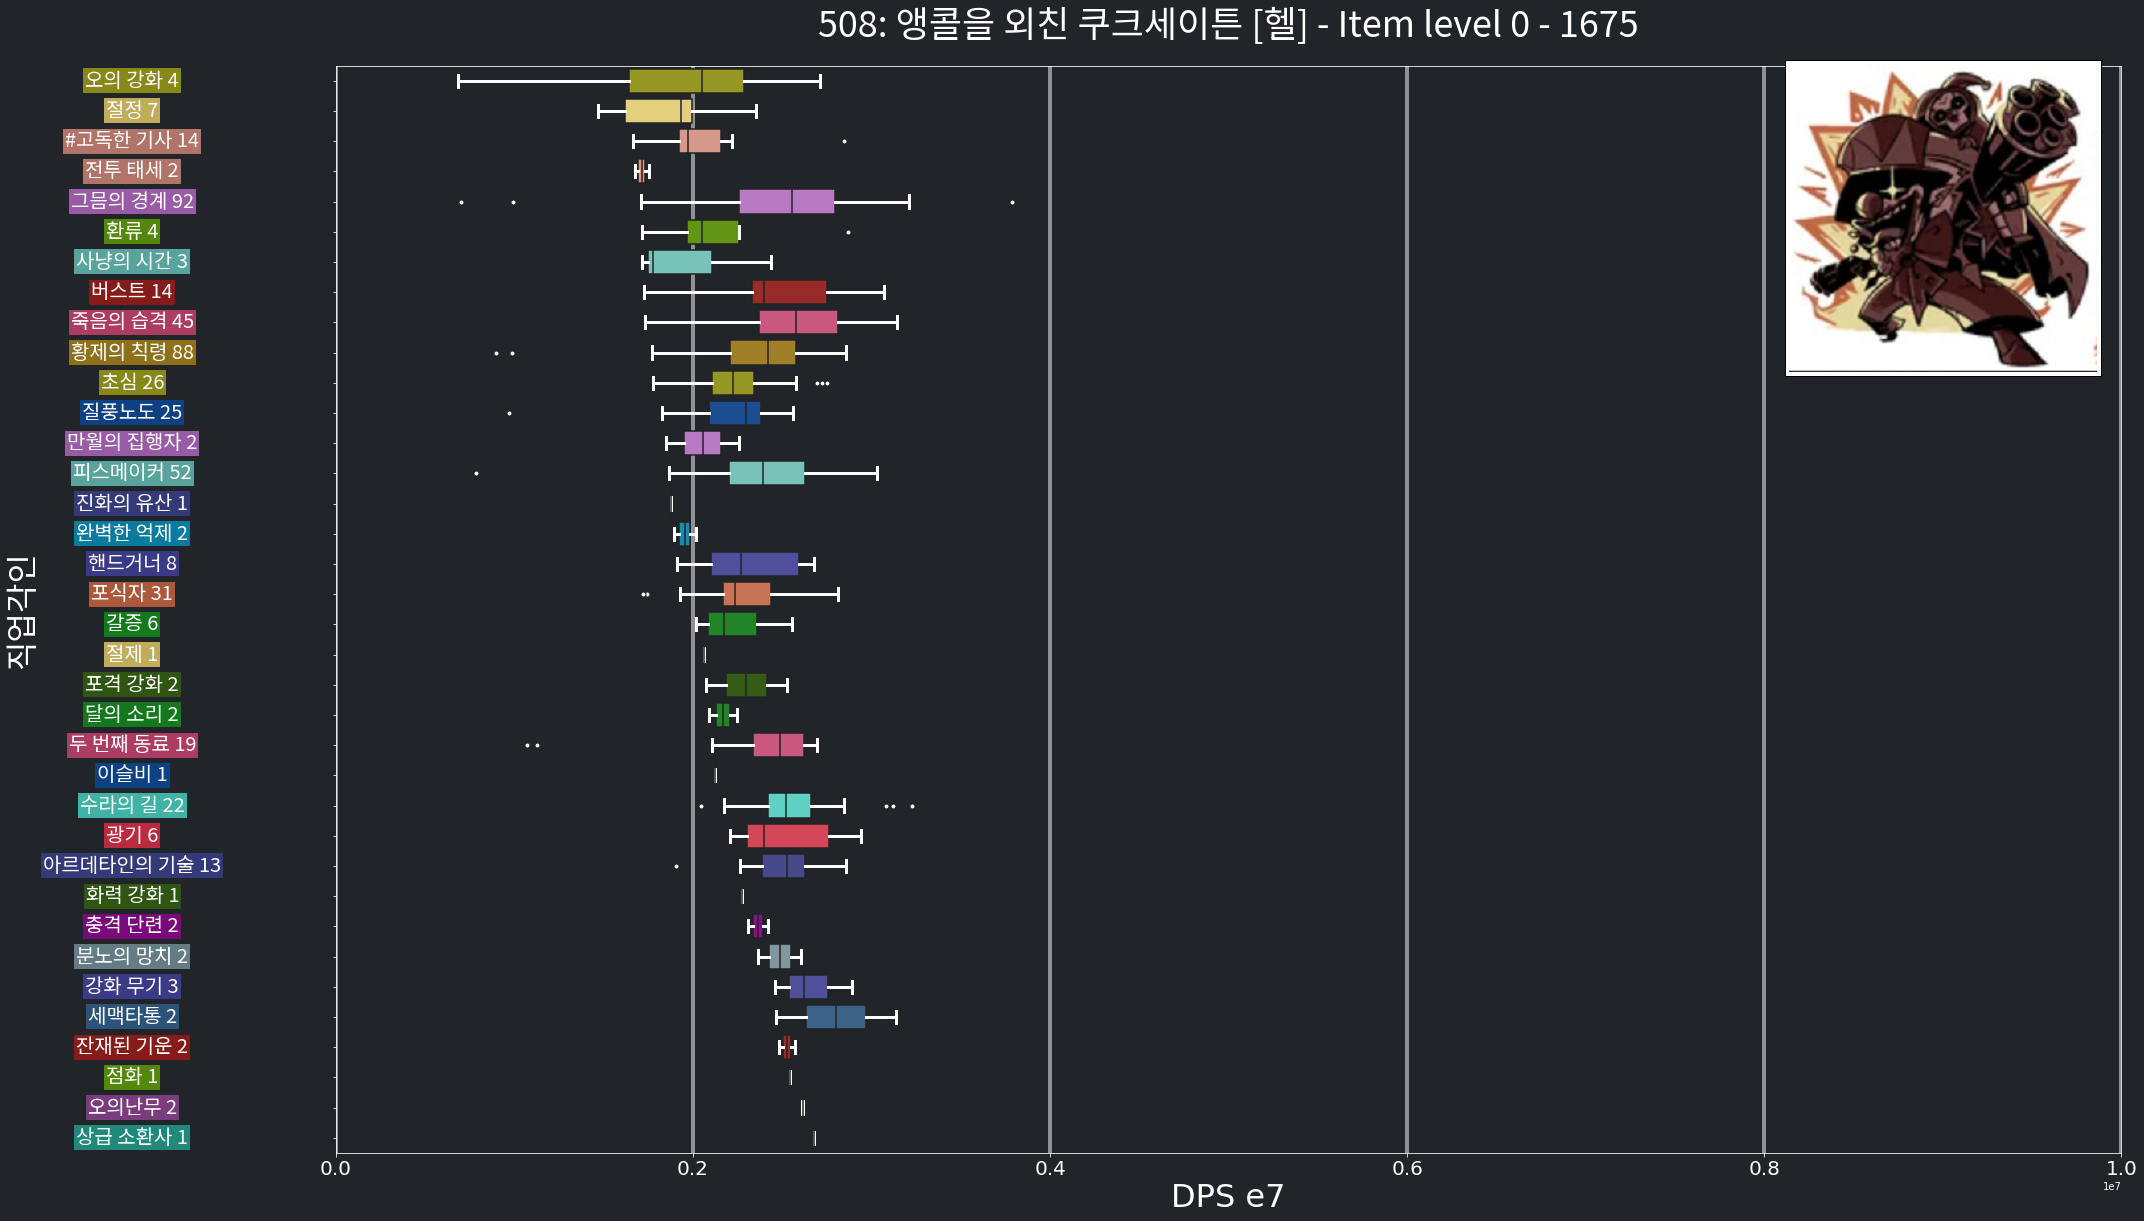 508: 앵콜을 외친 쿠크세이튼 [헬] - Item level 0 - 1675
오의 강화 4
절정 7
#고독한 기사 14
전투 태세 2
그믐의 경계 92
환류 4
사냥의 시간 3
버스트 14
죽음의 습격 45
황제의 칙령 88
초심 26
질풍노도 25
만월의 집행자 2
피스메이커 52
진화의 유산 1
완벽한 억제 2
핸드거너 8
포식자 31
갈증 6
절제 1
포격 강화 2
달의 소리 2
두 번째 동료 19
이슬비 1
수라의 길 22
광기 6
아르데타인의 기술 13
화력 강화 1
충격 단련 2
분노의 망치 2
강화 무기 3
세맥타통 2
잔재된 기운 2
점화 1
오의난무 2
상급 소환사 1
직업각인
0.0 0.2 0.4 0.6 0.8 1.0
1e7
DPS e7